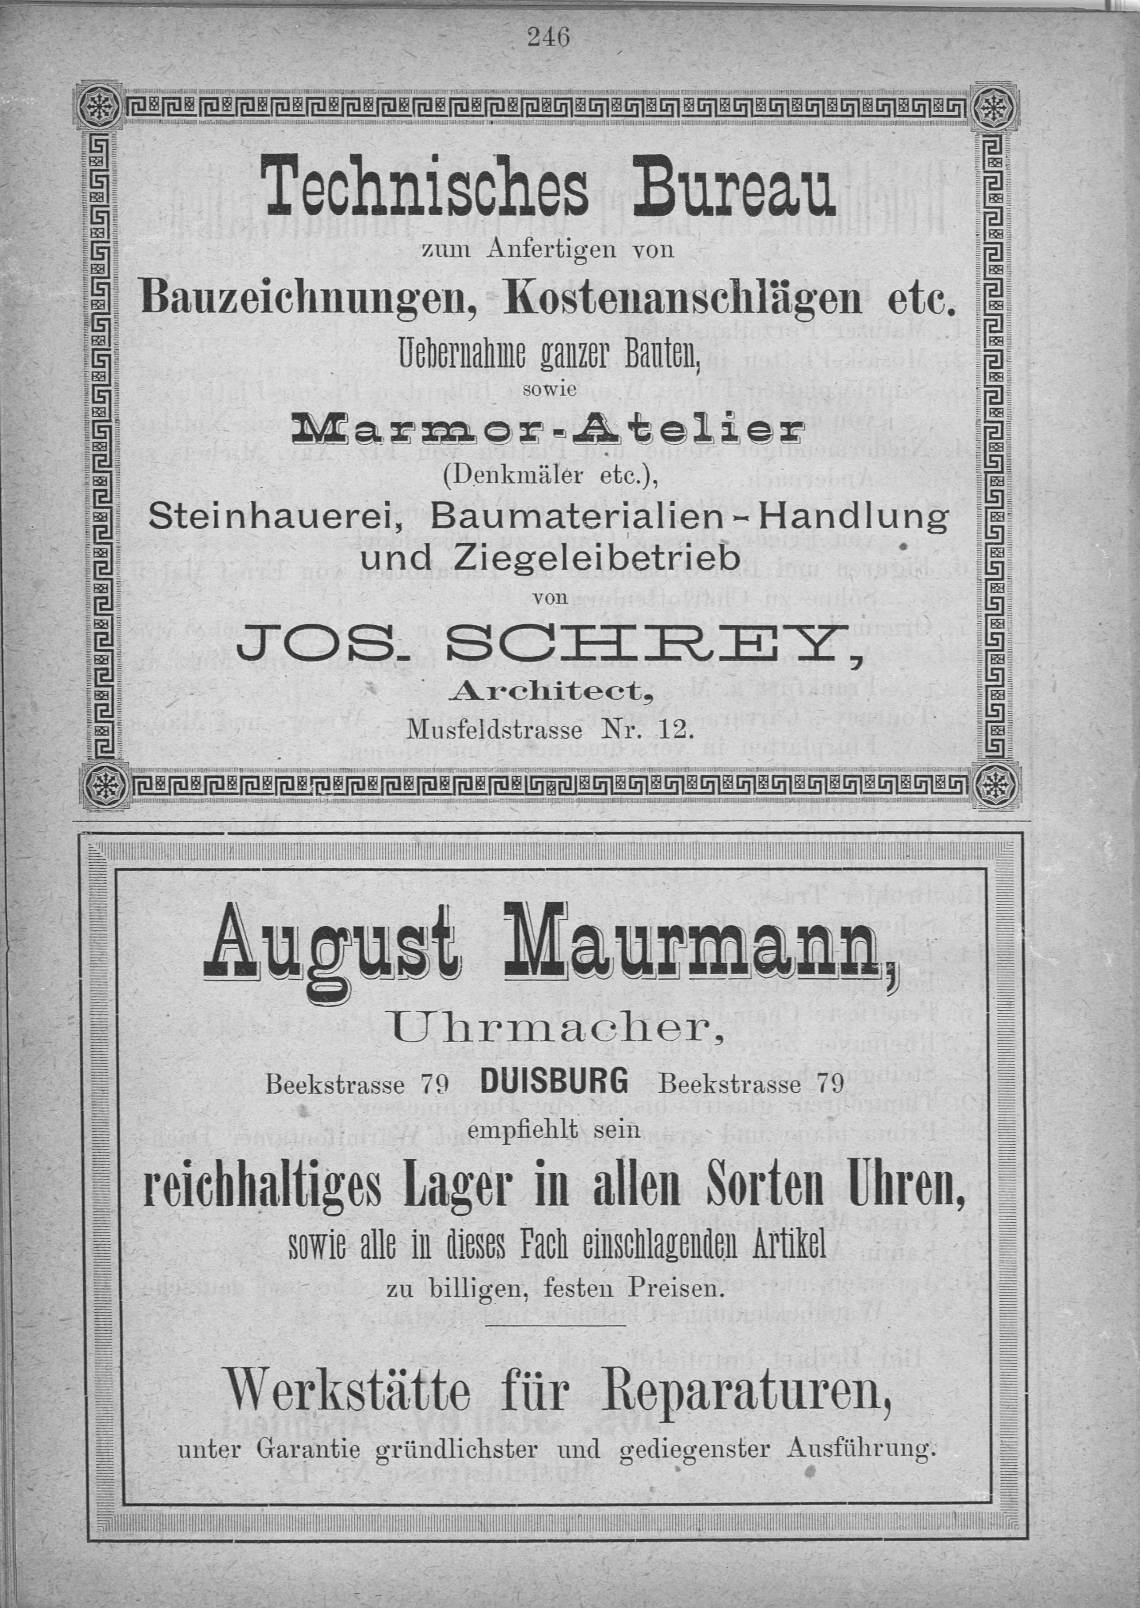 246
Technisches Bureau
zum Anfertigen von
Bauzeichnungen, Kostenanschlägen etc.
Uebernahme ganzer Bauten,
sowie
Marmor-Atelier
(Denkmäler etc.),
Steinhauerei, Baumaterialien-Handlung
und Ziegeleibetrieb
von
JOS. SCHREY,
Architect,
Musfeldstrasse Nr. 12.
August Maurmann,
Uhrmacher,
Beekstrasse 79 DUISBURG Beekstrasse 79
empfiehlt sein
reichhaltiges Lager in allen Sorten Uhren,
sowie alle in dieses Fach einschlagenden Artikel
zu billigen, festen Preisen.
Werkstätte für Reparaturen,
unter Garantie gründlichster und gediegenster Ausführung.